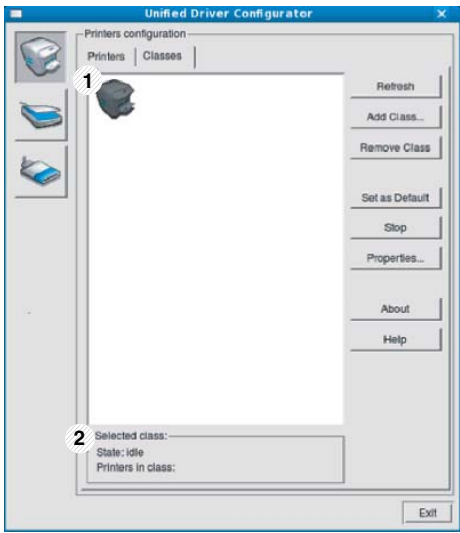 Unified Driver Configurator
Printers configuration
Printers
Classes
1
Refresh
Add Class...
Remove Class
Set as Default
Stop
Properties...
About
Help
2
Selected class:
State: idle
Printers in class:
Exit